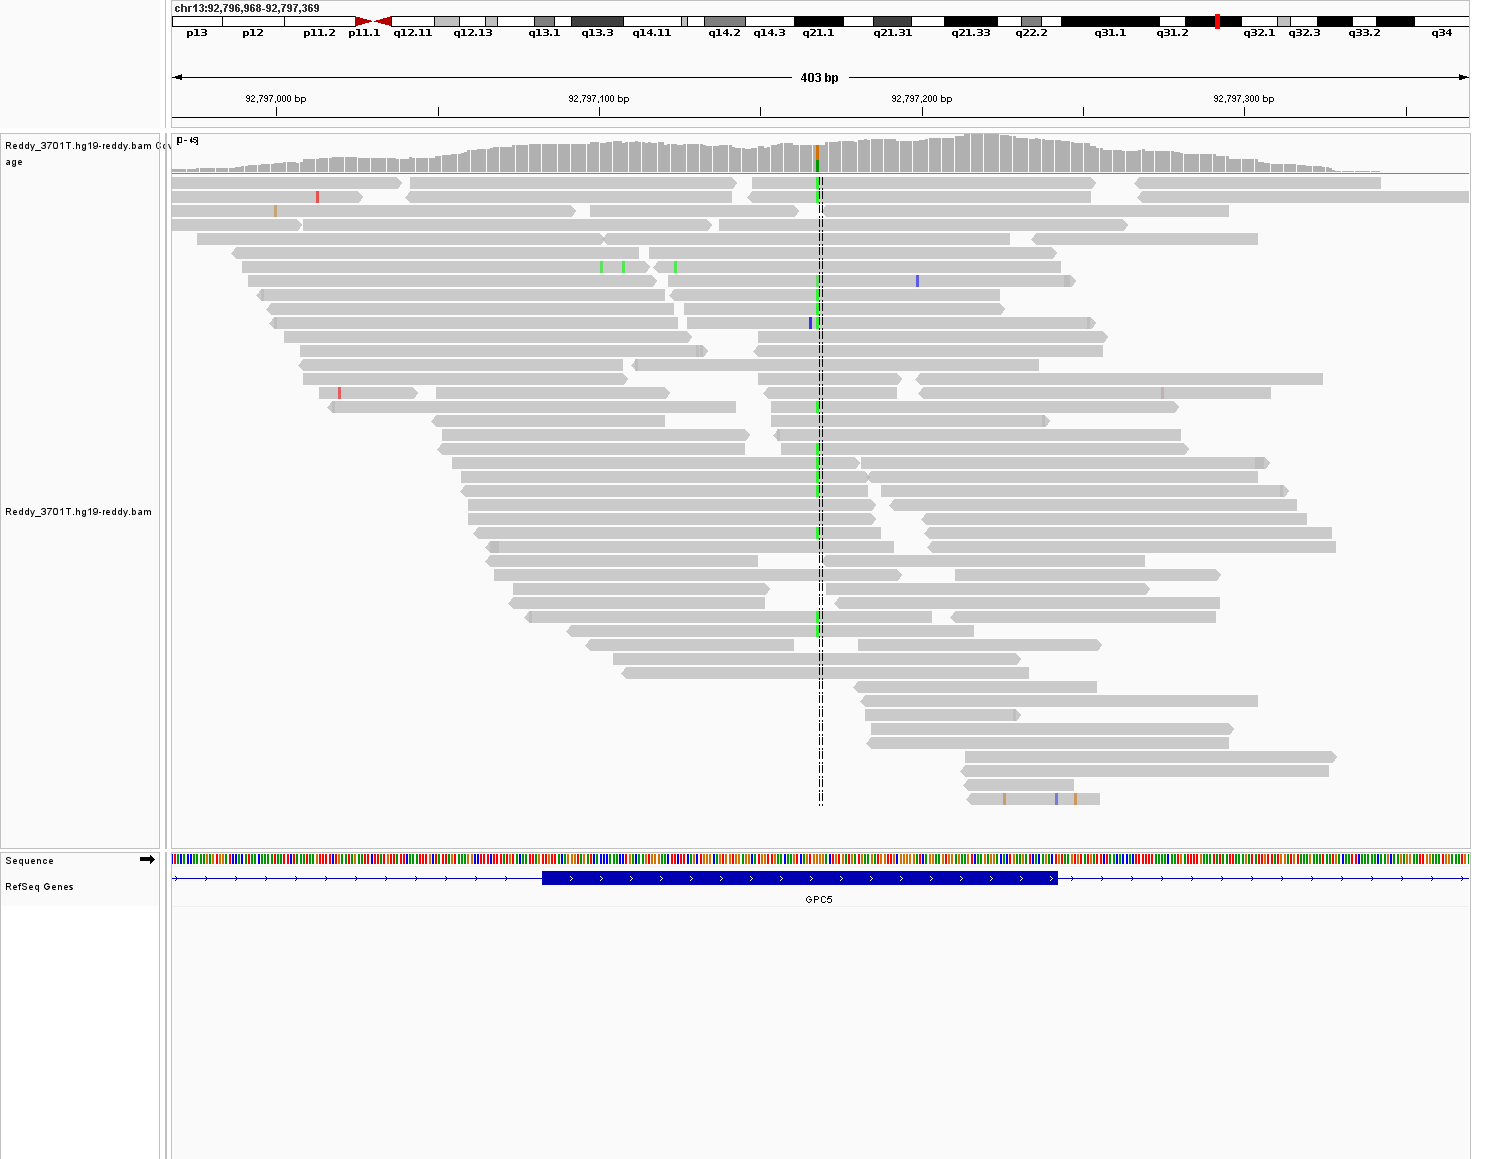 chr13:92,796,968-92,797,369
p13 p12 p11.2 p11.1 q12.11 q12.13 q13.1 q13.3 q14.11 q14.2 q14.3 q21.1 q21.31 q21.33 q22.2 q31.1 q31.2 q32.1 q32.3 q33.2 q34
403 bp
92,797,000 bp 92,797,100 bp 92,797,200 bp 92,797,300 bp
Reddy_3701T.hg19-reddy.bam
age
Reddy_3701T.hg19-reddy.bam
Sequence
RefSeq Genes
GPC5